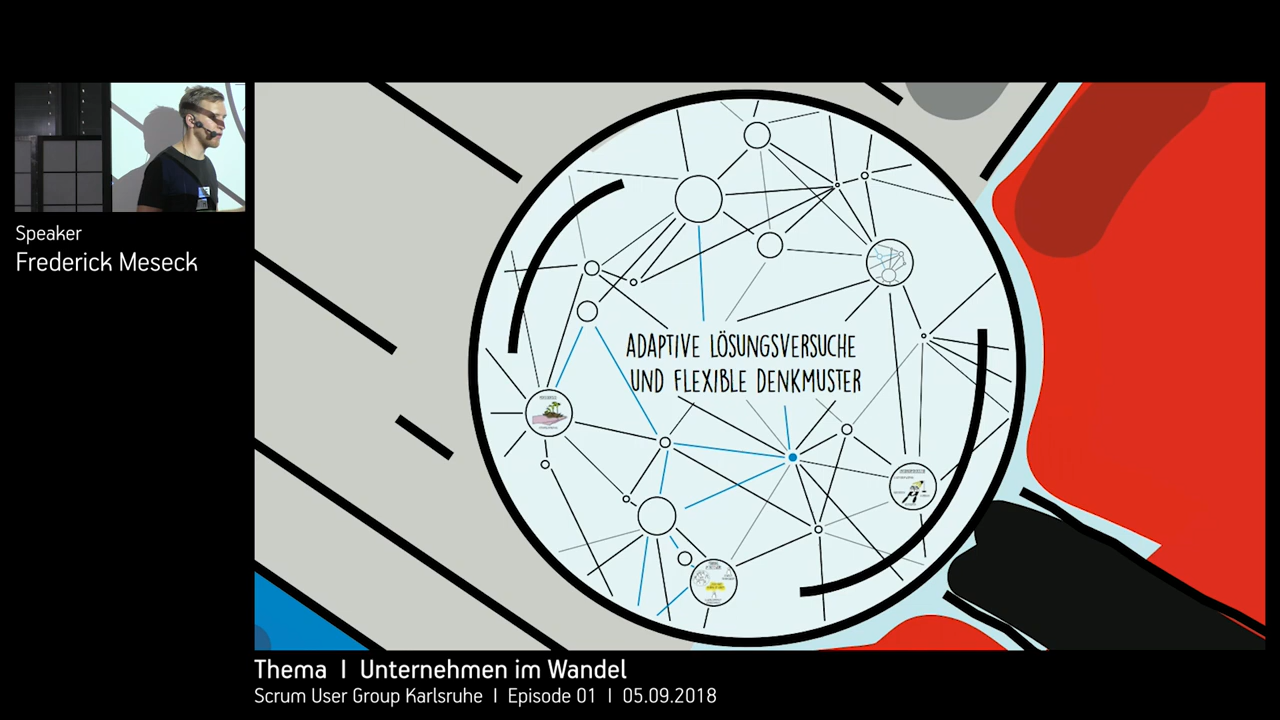 Speaker
Frederick Meseck
ADAPTIVE LÖSUNGSVERSUCHE
UND FLEXIBLE DENKMUSTER
Thema I Unternehmen im Wandel
Scrum User Group Karlsruhe I Episode 01 I 05.09.2018